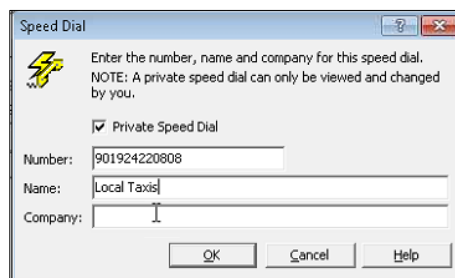 Speed Dial
Enter the number, name and company for this speed dial.
NOTE: A private speed dial can only be viewed and changed
by you.
Private Speed Dial
Number: 901924220808
Name: Local Taxis
Company:
OK Cancel Help